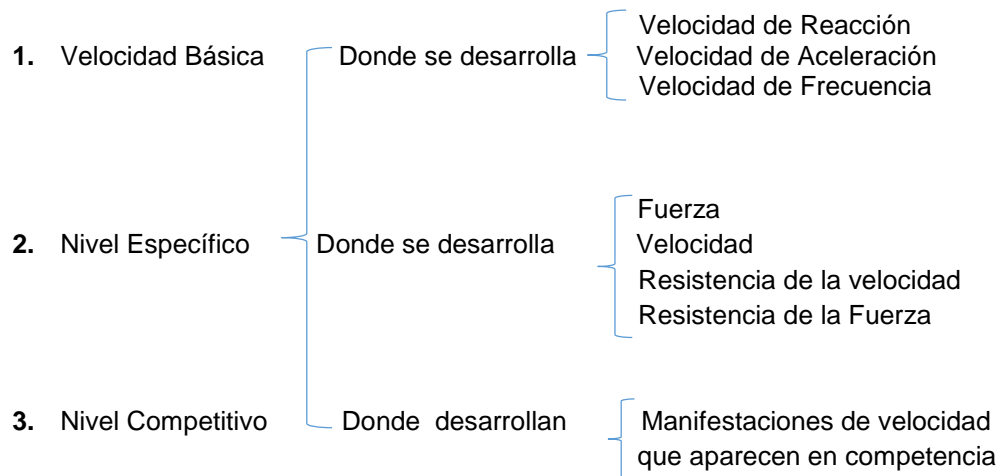 Velocidad de Reacción
1. Velocidad Básica Donde se desarrolla Velocidad de Aceleración
Velocidad de Frecuencia
Fuerza
2. Nivel Específico Donde se desarrolla Velocidad
Resistencia de la velocidad
Resistencia de la Fuerza
3. Nivel Competitivo Donde desarrollan Manifestaciones de velocidad
que aparecen en competencia